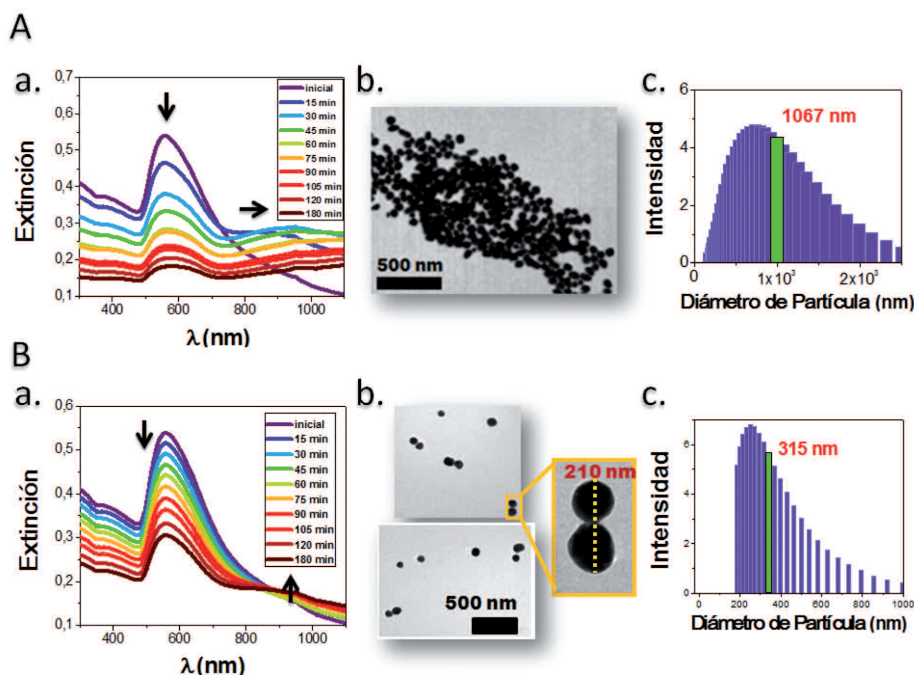 A
a.
Extinción
0,7
0,6
0,5
0,4
0,3
0,2
0,1
400 600 800 1000
λ(nm)
inicial
15 min
30 min
45 min
60 min
75 min
90 min
105 min
120 min
180 min
b.
500 nm
c.
Intensidad
6
4
2
0
0 1x10³ 2x10³
Diámetro de Partícula (nm)
1067 nm
B
a.
Extinción
0,6
0,5
0,4
0,3
0,2
0,1
400 600 800 1000
λ(nm)
inicial
15 min
30 min
45 min
60 min
75 min
90 min
105 min
120 min
180 min
b.
210 nm
500 nm
c.
Intensidad
6
4
2
0
0 200 400 600 800 1000
Diámetro de Partícula (nm)
315 nm